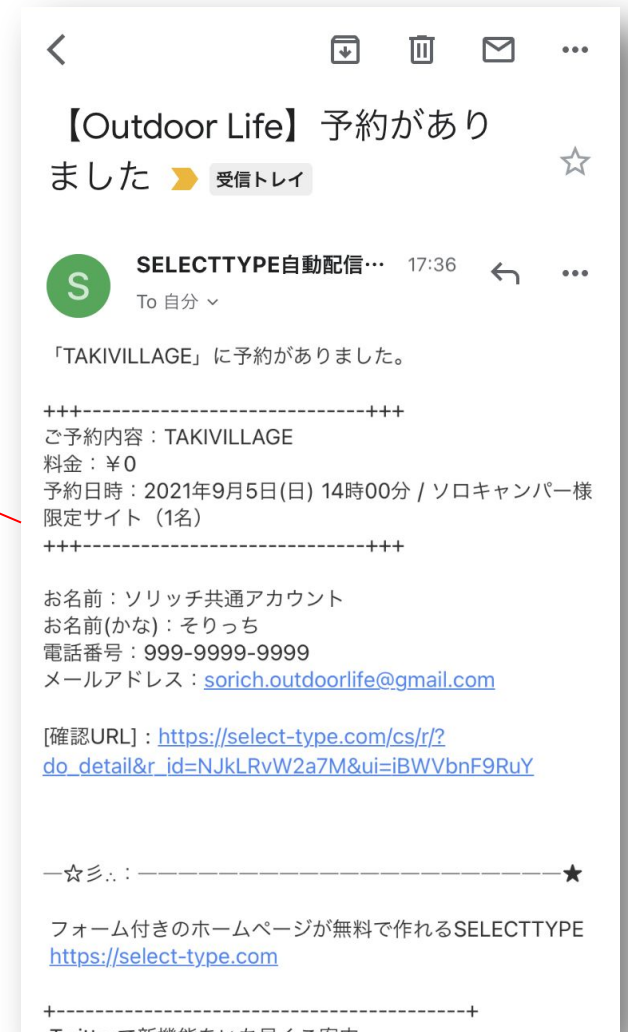 【Outdoor Life】予約があり
ました 受信トレイ
S
SELECTTYPE自動配信… 17:36
To 自分
「TAKIVILLAGE」に予約がありました。
+++-----------------------------+++
ご予約内容：TAKIVILLAGE
料金：￥0
予約日時：2021年9月5日(日) 14時00分 / ソロキャンパー様
限定サイト（1名）
+++-----------------------------+++
お名前：ソリッチ共通アカウント
お名前(かな)：そりっち
電話番号：999-9999-9999
メールアドレス：sorich.outdoorlife@gmail.com
[確認URL]：https://select-type.com/cs/r/?
do_detail&r_id=NJkLRvW2a7M&ui=iBWVbnF9RuY
―☆彡.:：―――――――――――――――――――★
フォーム付きのホームページが無料で作れるSELECTTYPE
https://select-type.com
+----------------------------------------+